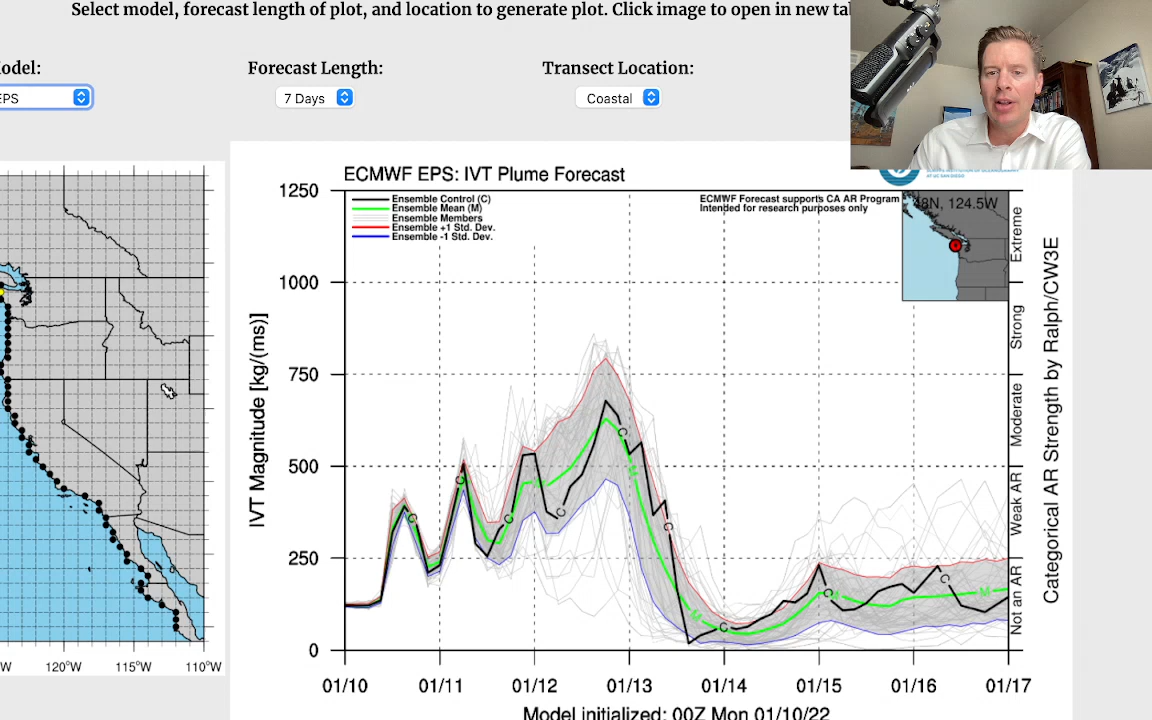 Select model, forecast length of plot, and location to generate plot. Click image to open in new
odel:
Forecast Length:
Transect Location:
EPS
7 Days
Coastal
ECMWF EPS: IVT Plume Forecast
AT UC SAN DIEGO
Ensemble Control (C)
Ensemble Mean (M)
Ensemble Members
Ensemble +1 Std. Dev.
Ensemble -1 Std. Dev.
ECMWF Forecast supports CA AR Program
Intended for research purposes only
48N, 124.5W
IVT Magnitude [kg/(ms)]
1250
1000
750
500
250
0
Extreme
Strong
Moderate
Weak AR
Not an AR
Categorical AR Strength by Ralph/CW3E
C
C
C
C
C
C
C
C
C
M
M
M
M
M
01/10
01/11
01/12
01/13
01/14
01/15
01/16
01/17
Model initialized: 00Z Mon 01/10/22
W
120°W
115°W
110°W